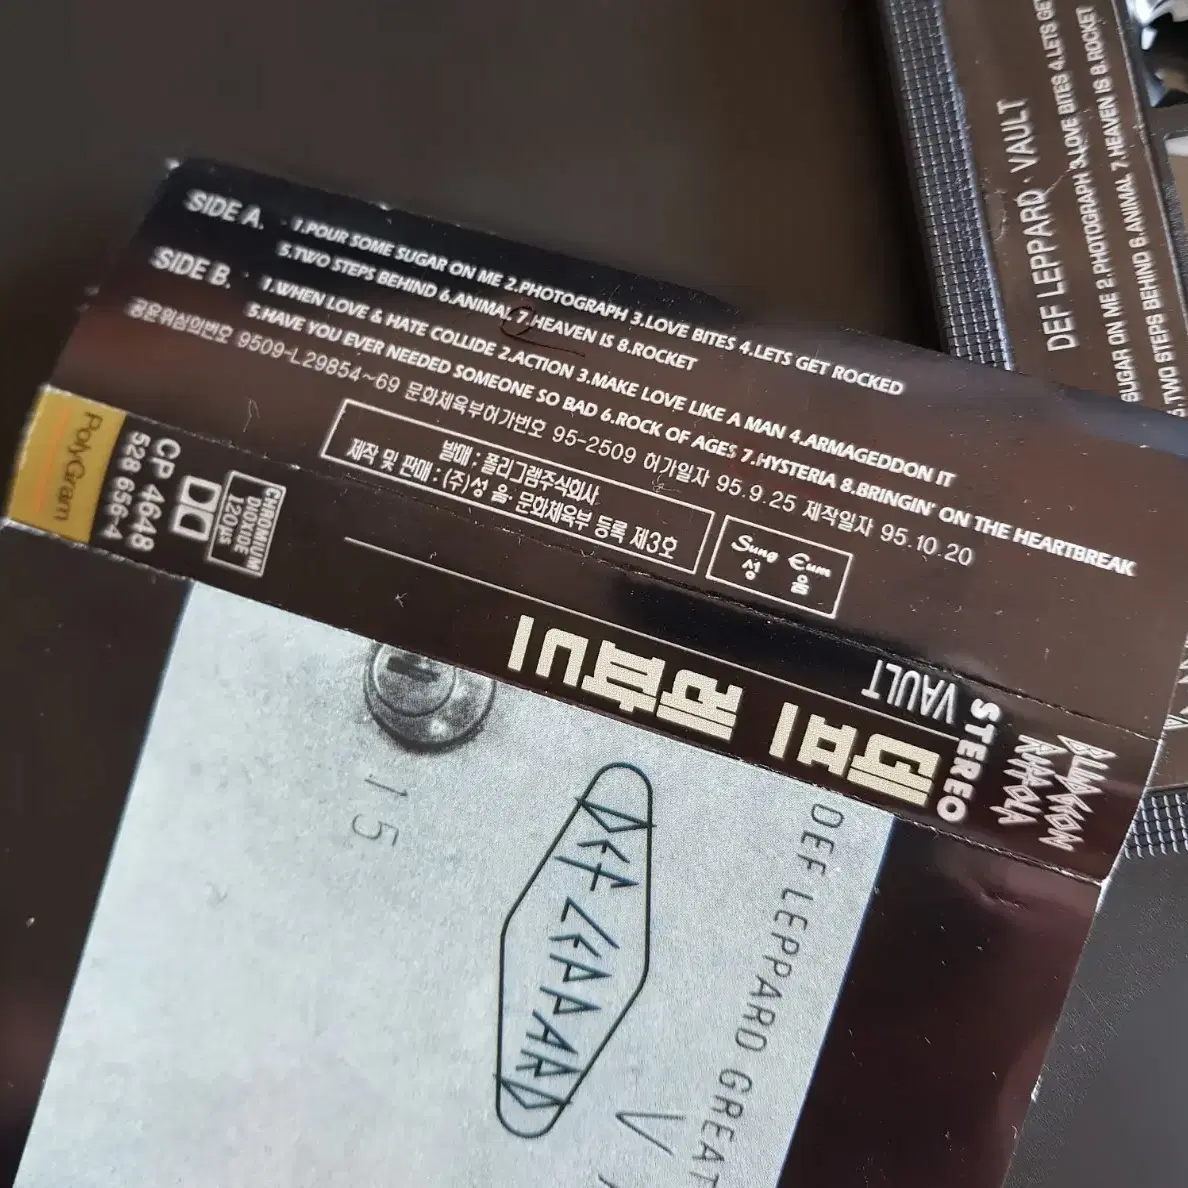 SIDE A. 1.POUR SOME SUGAR ON ME 2.PHOTOGRAPH 3.LOVE BITES 4.LETS GET ROCKED
5.TWO STEPS BEHIND 6.ANIMAL 7.HEAVEN IS 8.ROCKET
SIDE B. 1.WHEN LOVE & HATE COLLIDE 2.ACTION 3.MAKE LOVE LIKE A MAN 4.ARMAGEDDON IT
5.HAVE YOU EVER NEEDED SOMEONE SO BAD 6.ROCK OF AGES 7.HYSTERIA 8.BRINGIN' ON THE HEARTBREAK
공윤위심의번호 9509-L29854~69 문화체육부허가번호 95-2509 허가일자 95.9.25 제작일자 95.10.20
발매 : 폴리그램주식회사
제작 및 판매 : (주)성 음. 문화체육부 등록 제3호
Sung Eum
성 음
PolyGram
CP 4648
528 656-4
CHROMIUM
DIOXIDE
120μs
데프 레파드
VAULT
STEREO
BLUDGEON
RIFFOLA
15
DEF LEPPARD
DEF LEPPARD GREAT
V
DEF LEPPARD · VAULT
SUGAR ON ME 2.PHOTOGRAPH 3.LOVE BITES 4.LETS GE
5.TWO STEPS BEHIND 6.ANIMAL 7.HEAVEN IS 8.ROCKET